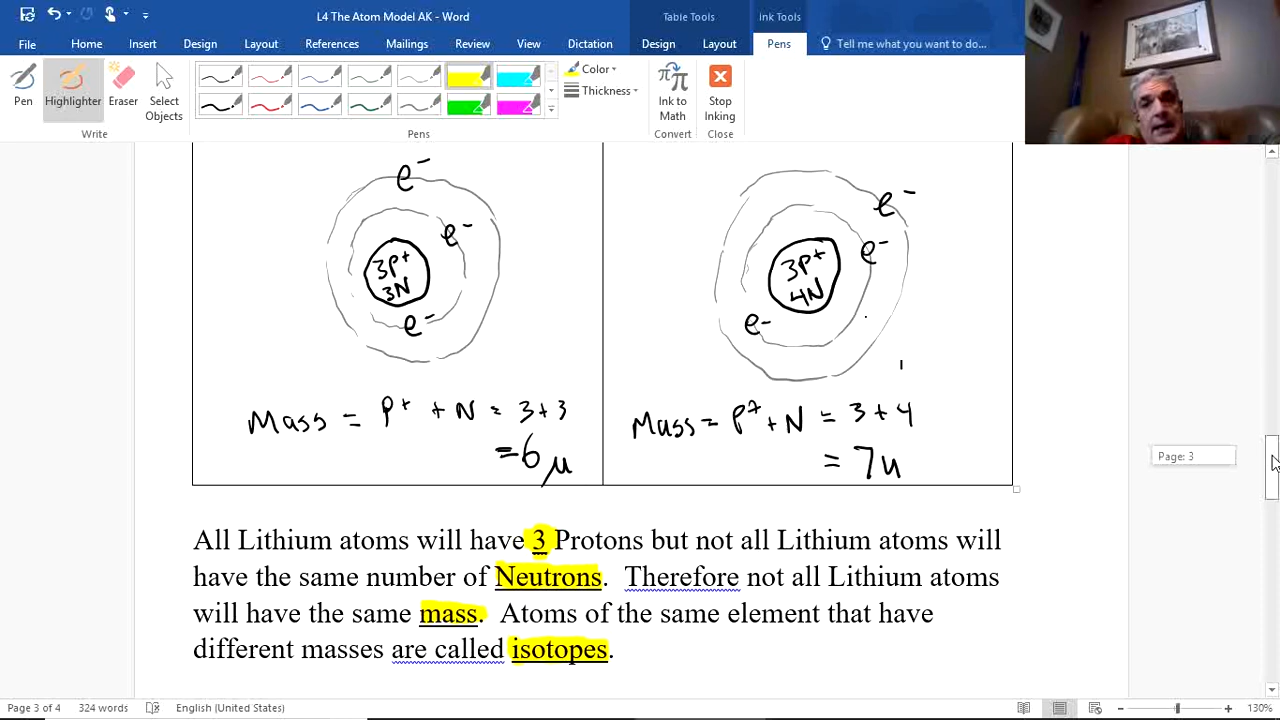 L4 The Atom Model AK - Word
Table Tools
Ink Tools
File
Home
Insert
Design
Layout
References
Mailings
Review
View
Dictation
Design
Layout
Pens
Tell me what you want to do...
Pen
Highlighter
Eraser
Select Objects
Color
Thickness
Ink to Math
Stop Inking
Write
Pens
Convert
Close
e-
e-
3P+
3N
e-
Mass = P+ + N = 3+3
=6 μ
e-
e-
3P+
4N
e-
Mass = P+ + N = 3+4
= 7u
Page: 3
All Lithium atoms will have 3 Protons but not all Lithium atoms will
have the same number of Neutrons. Therefore not all Lithium atoms
will have the same mass. Atoms of the same element that have
different masses are called isotopes.
Page 3 of 4
324 words
English (United States)
130%